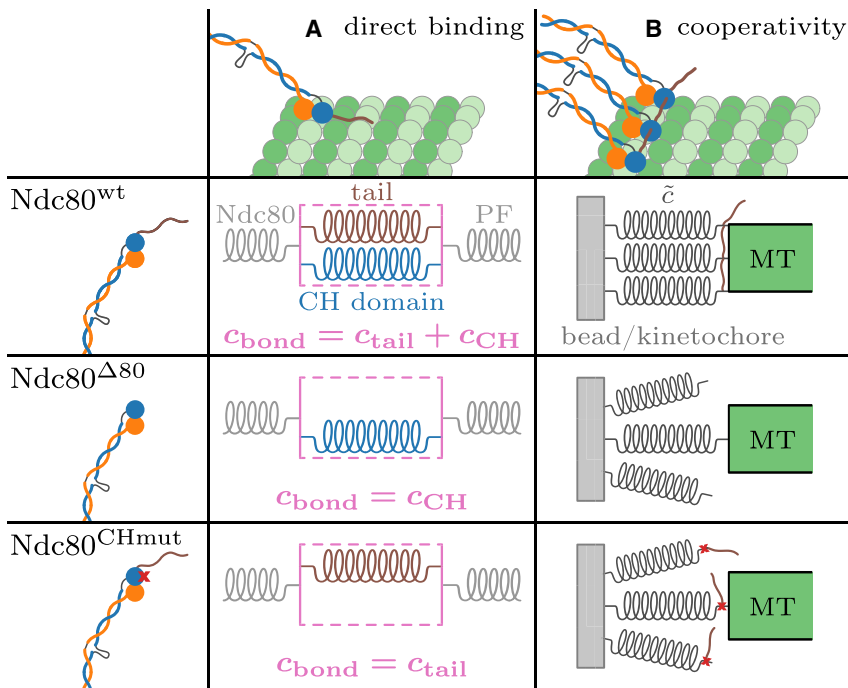 A direct binding
B cooperativity
Ndc80^wt
Ndc80
tail
PF
CH domain
c_bond = c_tail + c_CH
c̃
MT
bead/kinetochore
Ndc80^Δ80
c_bond = c_CH
MT
Ndc80^CHmut
c_bond = c_tail
MT